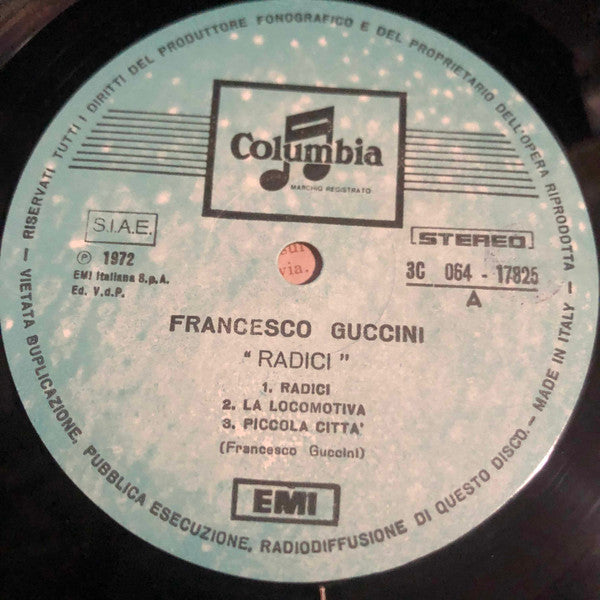 RISERVATI TUTTI I DIRITTI DEL PRODUTTORE FONOGRAFICO E DEL PROPRIETARIO DELL'OPERA RIPRODOTTA
Columbia
MARCHIO REGISTRATO
S.I.A.E.
℗ 1972
EMI Italiana S.p.A.
Ed. V.d.P.
STEREO
3C 064 - 17825
A
sul
via.
FRANCESCO GUCCINI
"RADICI"
1. RADICI
2. LA LOCOMOTIVA
3. PICCOLA CITTA'
(Francesco Guccini)
EMI
— VIETATA DUPLICAZIONE, PUBBLICA ESECUZIONE, RADIODIFFUSIONE DI QUESTO DISCO. — MADE IN ITALY —